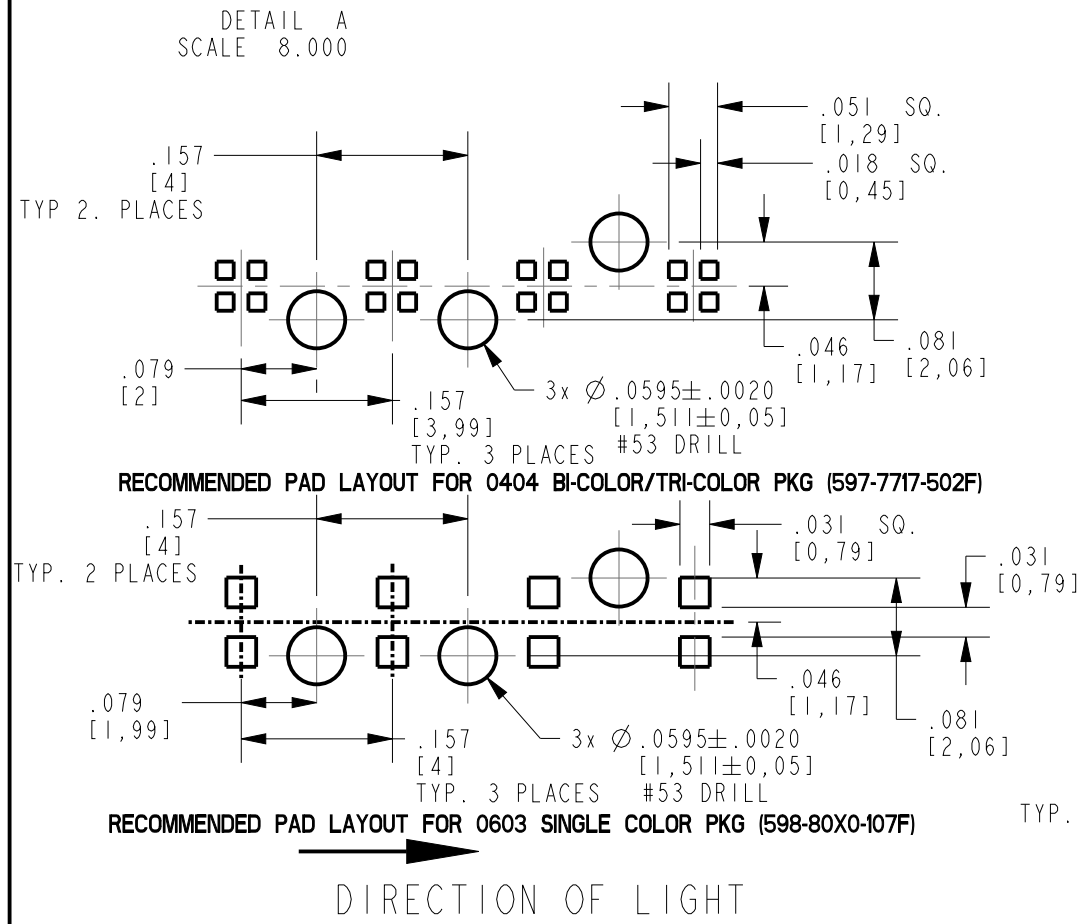 DETAIL A
SCALE 8.000
.051 SQ.
[1,29]
.018 SQ.
[0,45]
.157
[4]
TYP 2. PLACES
.079
[2]
.157
[3,99]
TYP. 3 PLACES
3x Ø .0595±.0020
[1,511±0,05]
#53 DRILL
.046
[1,17]
.081
[2,06]
RECOMMENDED PAD LAYOUT FOR 0404 BI-COLOR/TRI-COLOR PKG (597-7717-502F)
.157
[4]
TYP. 2 PLACES
.031 SQ.
[0,79]
.031
[0,79]
.079
[1,99]
.157
[4]
TYP. 3 PLACES
3x Ø .0595±.0020
[1,511±0,05]
#53 DRILL
.046
[1,17]
.081
[2,06]
RECOMMENDED PAD LAYOUT FOR 0603 SINGLE COLOR PKG (598-80X0-107F)
TYP.
DIRECTION OF LIGHT